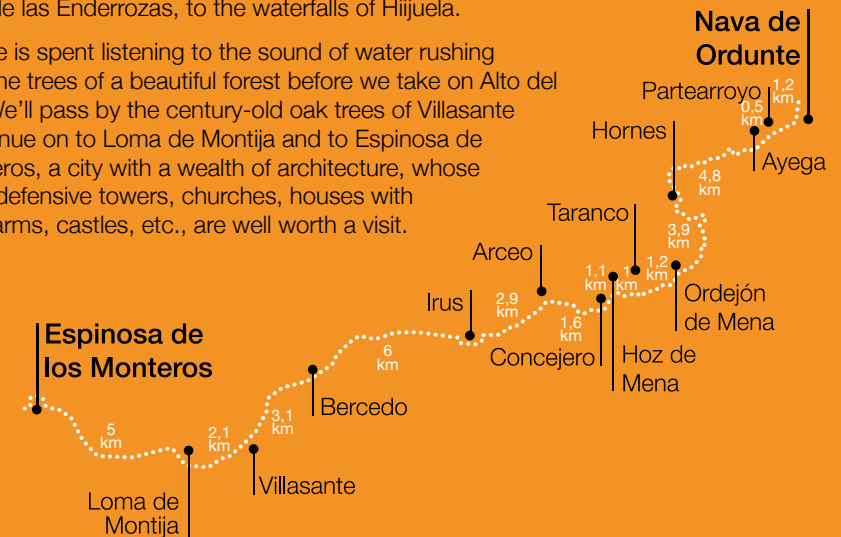 de las Enderrozas, to the waterfalls of Hiijuela.
e is spent listening to the sound of water rushing
ne trees of a beautiful forest before we take on Alto del
We'll pass by the century-old oak trees of Villasante
nue on to Loma de Montija and to Espinosa de
eros, a city with a wealth of architecture, whose
defensive towers, churches, houses with
arms, castles, etc., are well worth a visit.
Nava de
Ordunte
Partearroyo
1,2
km
0,5
km
Ayega
Hornes
4,8
km
Taranco
3,9
km
Arceo
1,1
km
1
km
1,2
km
Ordejón
de Mena
Irus
2,9
km
1,6
km
Concejero
Hoz de
Mena
Espinosa de
los Monteros
6
km
Bercedo
3,1
km
5
km
2,1
km
Villasante
Loma de
Montija